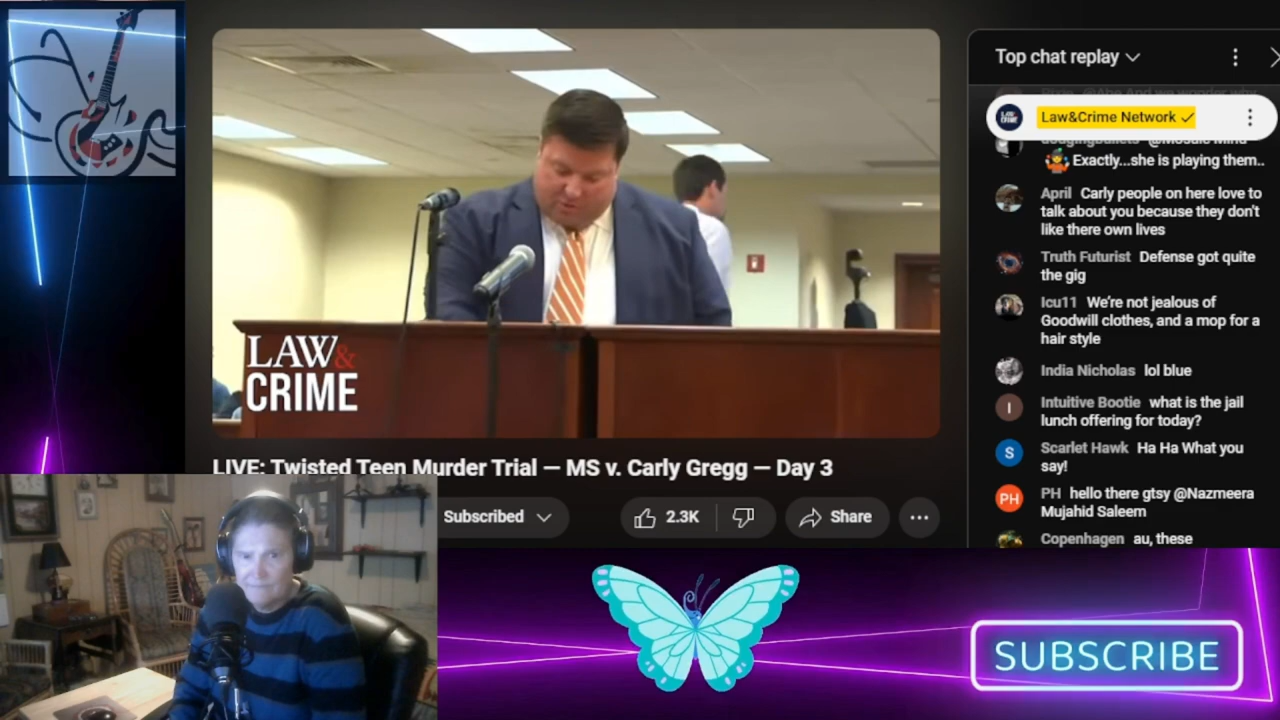 Top chat replay
Law&Crime Network
Exactly...she is playing them..
April Carly people on here love to
talk about you because they don't
like there own lives
Truth Futurist Defense got quite
the gig
Icu11 We're not jealous of
Goodwill clothes, and a mop for a
hair style
India Nicholas lol blue
I
Intuitive Bootie what is the jail
lunch offering for today?
S
Scarlet Hawk Ha Ha What you
say!
PH
PH hello there gtsy @Nazmeera
Mujahid Saleem
Copenhagen au, these
LAW&
CRIME
LIVE: Twisted Teen Murder Trial — MS v. Carly Gregg — Day 3
Subscribed
2.3K
Share
SUBSCRIBE